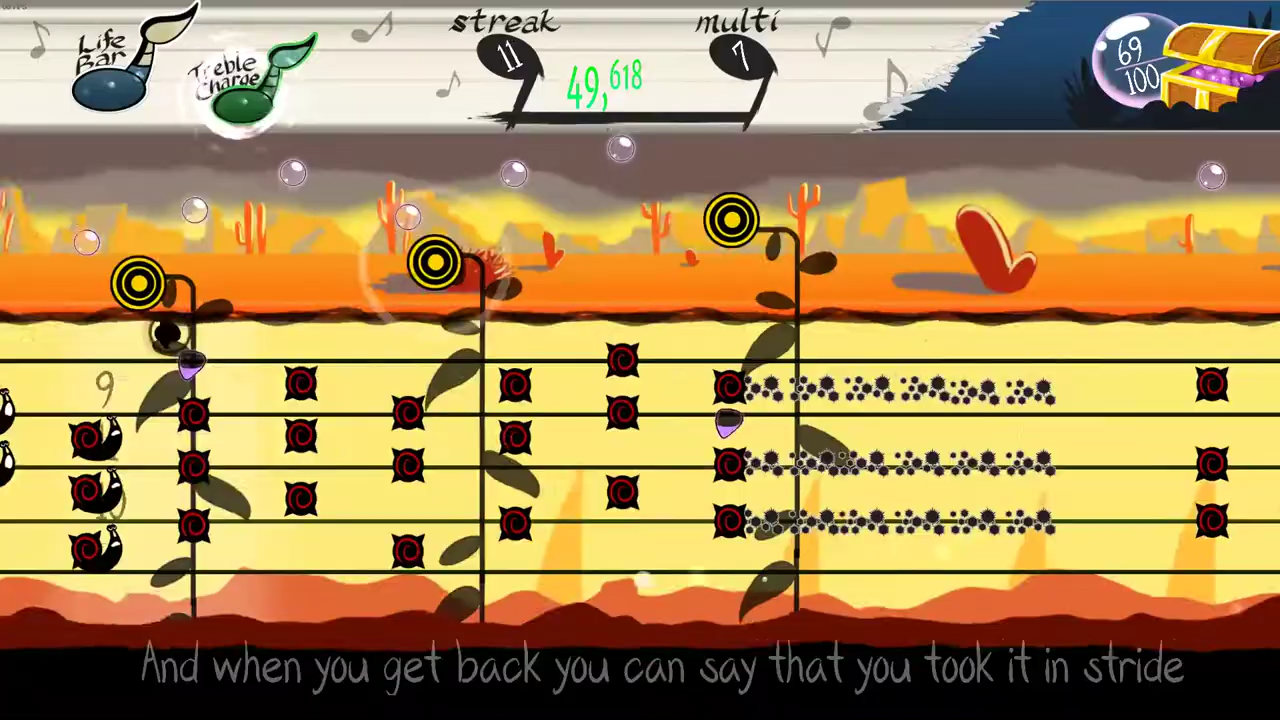 Life
Bar
Treble
Charge
streak
11
49,618
multi
7
69
100
9
And when you get back you can say that you took it in stride